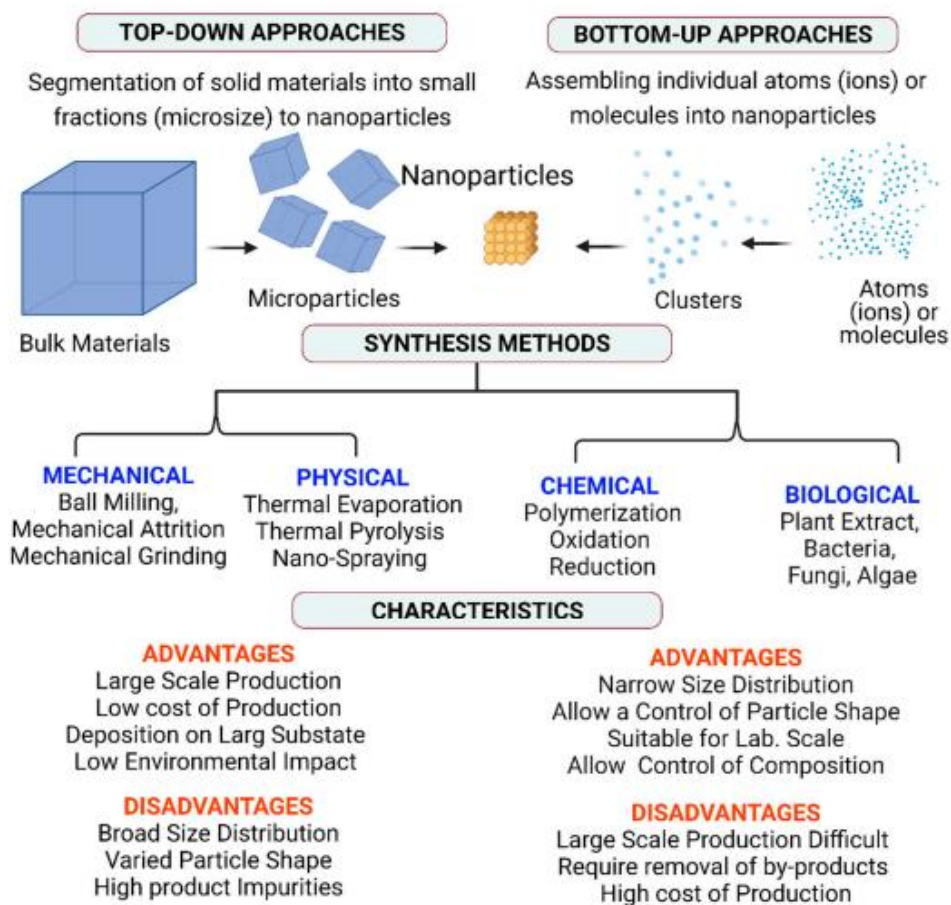 TOP-DOWN APPROACHES
Segmentation of solid materials into small
fractions (microsize) to nanoparticles
BOTTOM-UP APPROACHES
Assembling individual atoms (ions) or
molecules into nanoparticles
Nanoparticles
Bulk Materials
Microparticles
Clusters
Atoms
(ions) or
molecules
SYNTHESIS METHODS
MECHANICAL
Ball Milling,
Mechanical Attrition
Mechanical Grinding
PHYSICAL
Thermal Evaporation
Thermal Pyrolysis
Nano-Spraying
CHEMICAL
Polymerization
Oxidation
Reduction
BIOLOGICAL
Plant Extract,
Bacteria,
Fungi, Algae
CHARACTERISTICS
ADVANTAGES
Large Scale Production
Low cost of Production
Deposition on Larg Substate
Low Environmental Impact
DISADVANTAGES
Broad Size Distribution
Varied Particle Shape
High product Impurities
ADVANTAGES
Narrow Size Distribution
Allow a Control of Particle Shape
Suitable for Lab. Scale
Allow Control of Composition
DISADVANTAGES
Large Scale Production Difficult
Require removal of by-products
High cost of Production